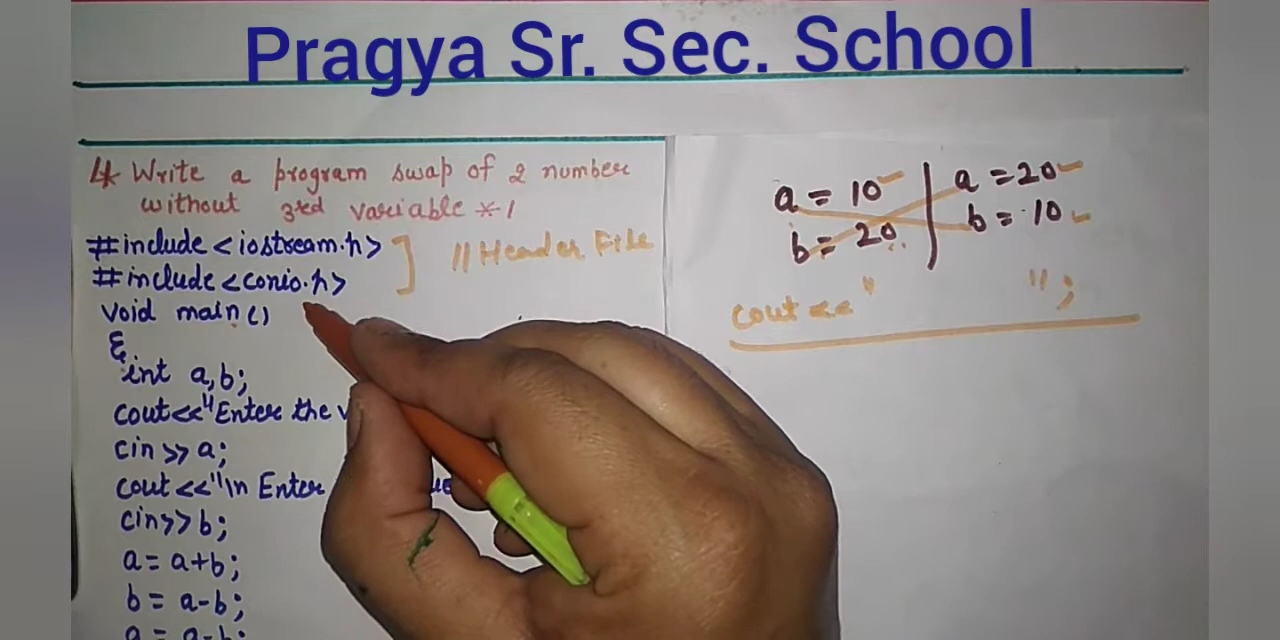 Pragya Sr. Sec. School
4 Write a program swap of 2 number
without 3rd variable *1
#include <iostream.h>
#include <conio.h>
// Header File
void main()
{
int a,b;
cout<<"Enter the
cin>>a;
cout<<"\n Enter
cin>>b;
a= a+b;
b= a-b;
a= a-b;
a = 10
b = 20
a = 20
b = 10
cout<<" ";